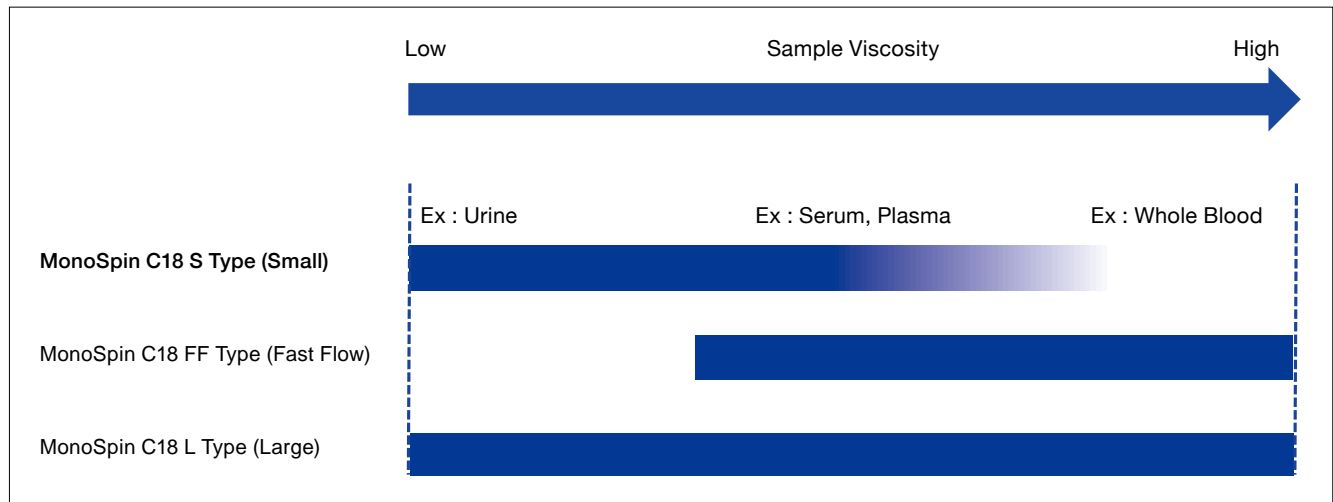 Low Sample Viscosity High
Ex : Urine Ex : Serum, Plasma Ex : Whole Blood
MonoSpin C18 S Type (Small)
MonoSpin C18 FF Type (Fast Flow)
MonoSpin C18 L Type (Large)